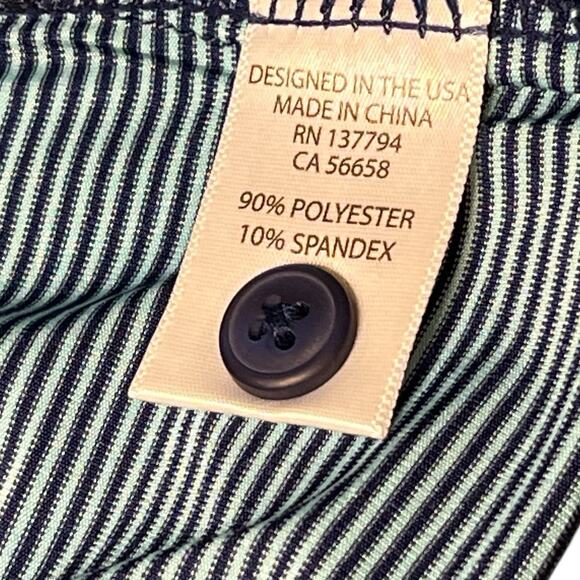 DESIGNED IN THE USA
MADE IN CHINA
RN 137794
CA 56658
90% POLYESTER
10% SPANDEX